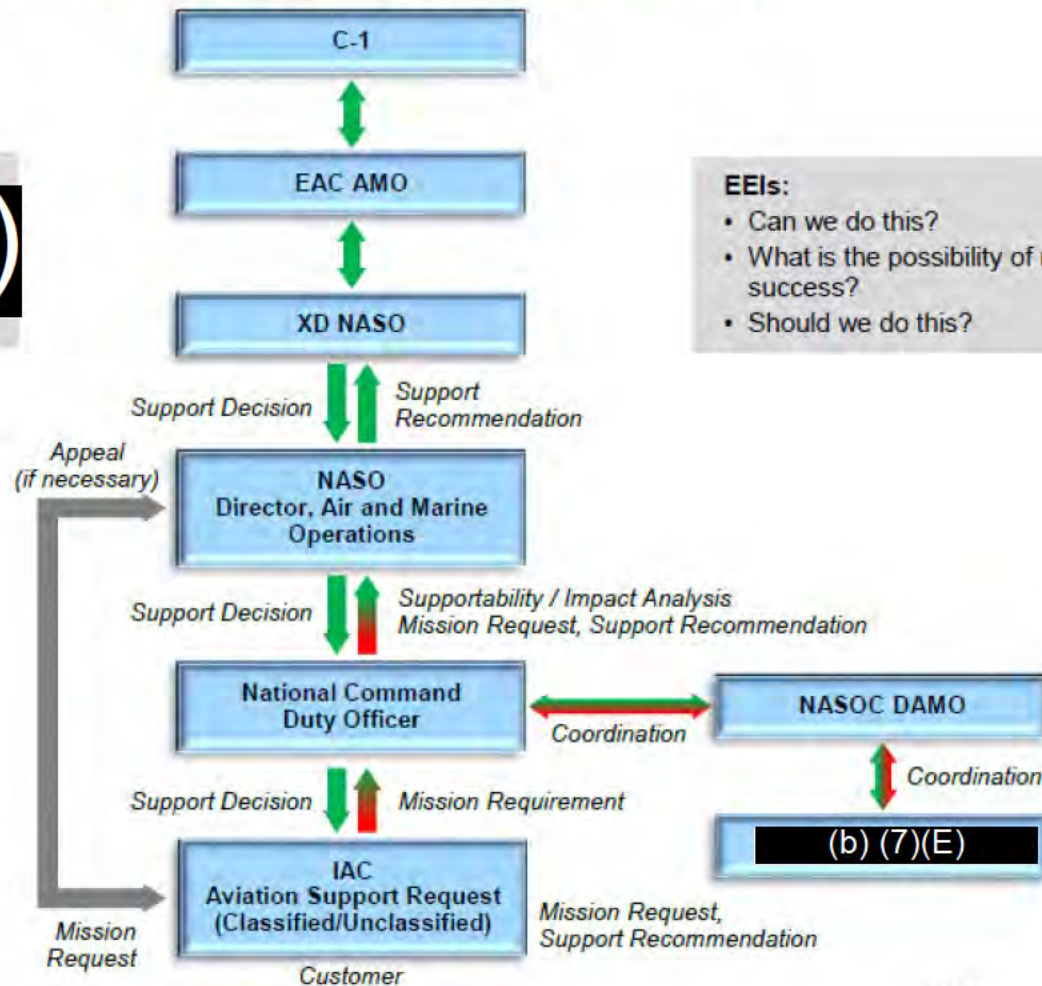 C-1
)
EAC AMO
EEIs:
• Can we do this?
• What is the possibility of
success?
• Should we do this?
XD NASO
Support Decision
Support
Recommendation
Appeal
(if necessary)
NASO
Director, Air and Marine
Operations
Support Decision
Supportability / Impact Analysis
Mission Request, Support Recommendation
National Command
Duty Officer
Coordination
NASOC DAMO
Support Decision
Mission Requirement
Coordination
(b) (7)(E)
IAC
Aviation Support Request
(Classified/Unclassified)
Mission Request,
Support Recommendation
Mission
Request
Customer